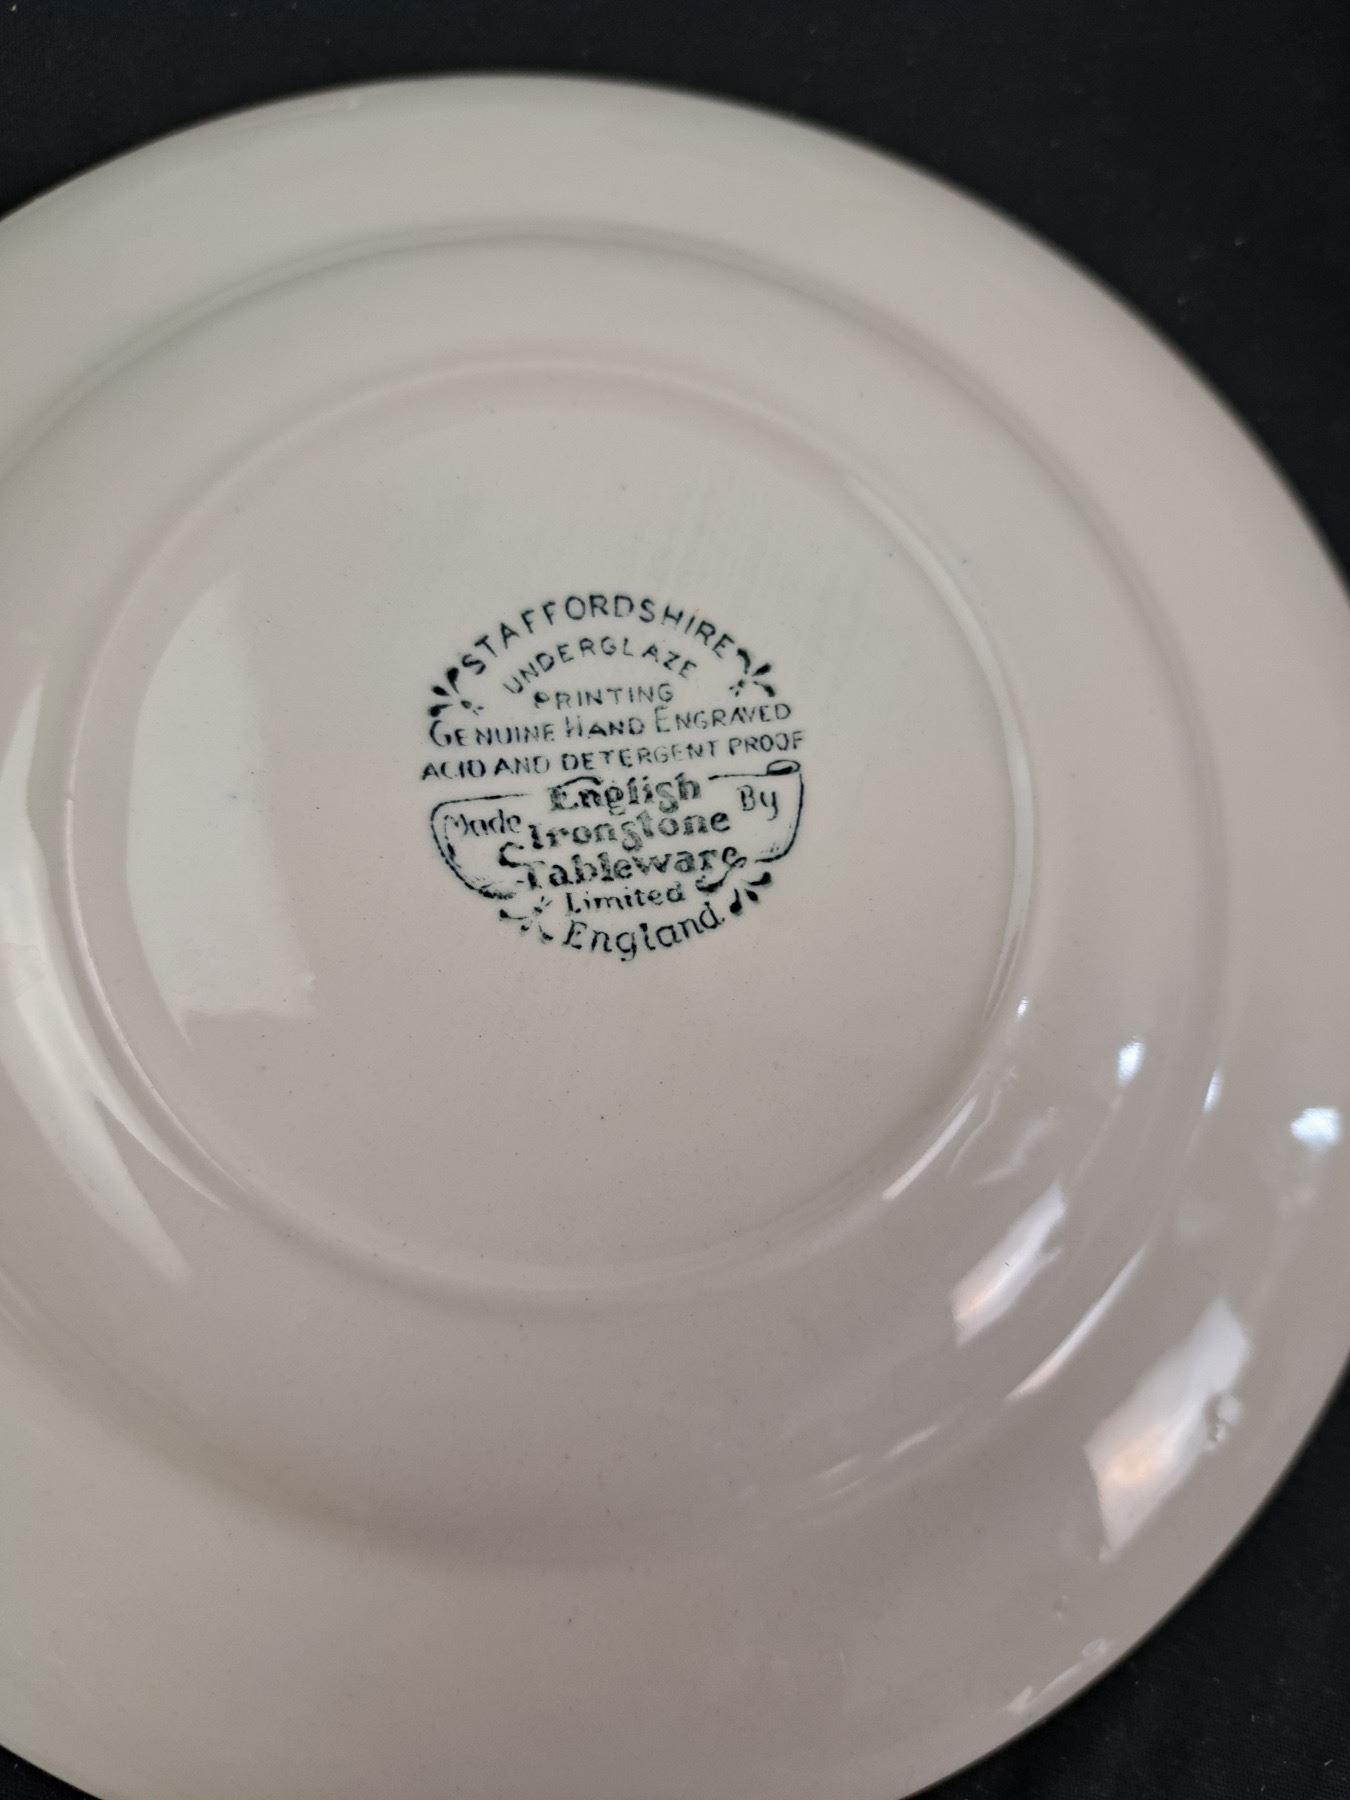 STAFFORDSHIRE
UNDERGLAZE
PRINTING
GENUINE HAND ENGRAVED
ACID AND DETERGENT PROOF
Made English By
Ironstone
Tableware
Limited
England